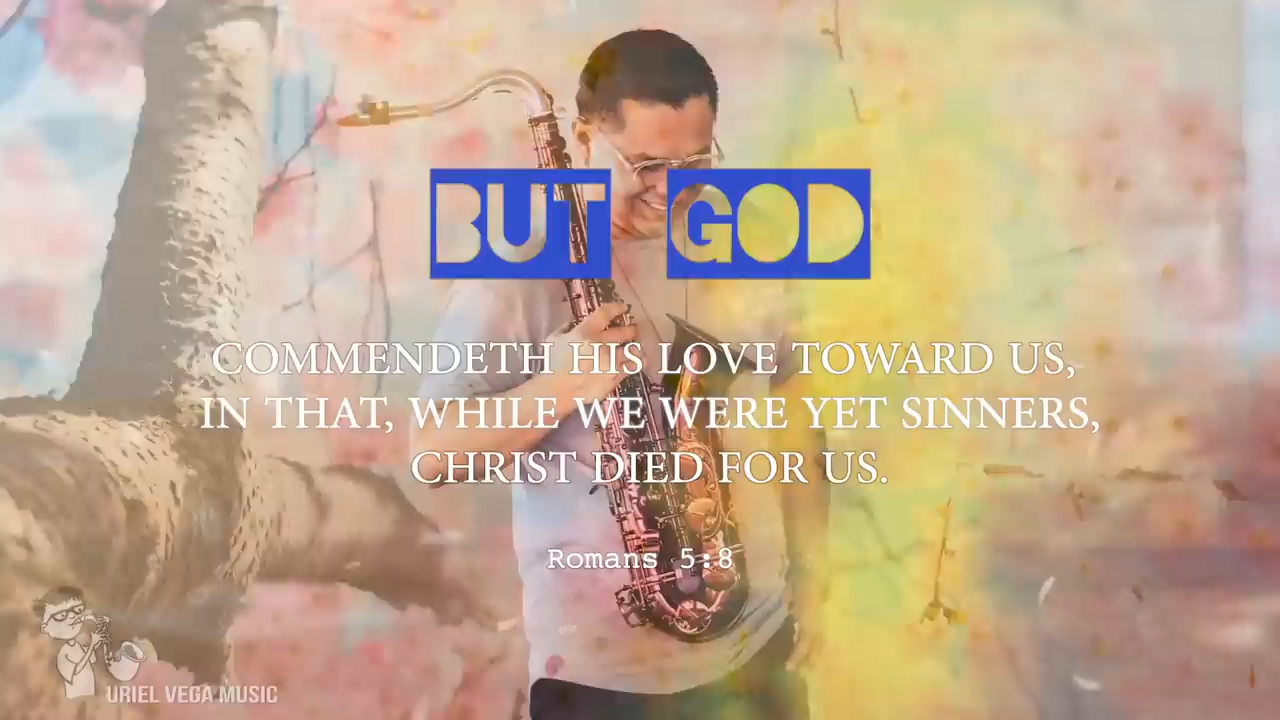 BUT GOD
COMMENDETH HIS LOVE TOWARD US,
IN THAT, WHILE WE WERE YET SINNERS,
CHRIST DIED FOR US.
Romans 5:8
URIEL VEGA MUSIC